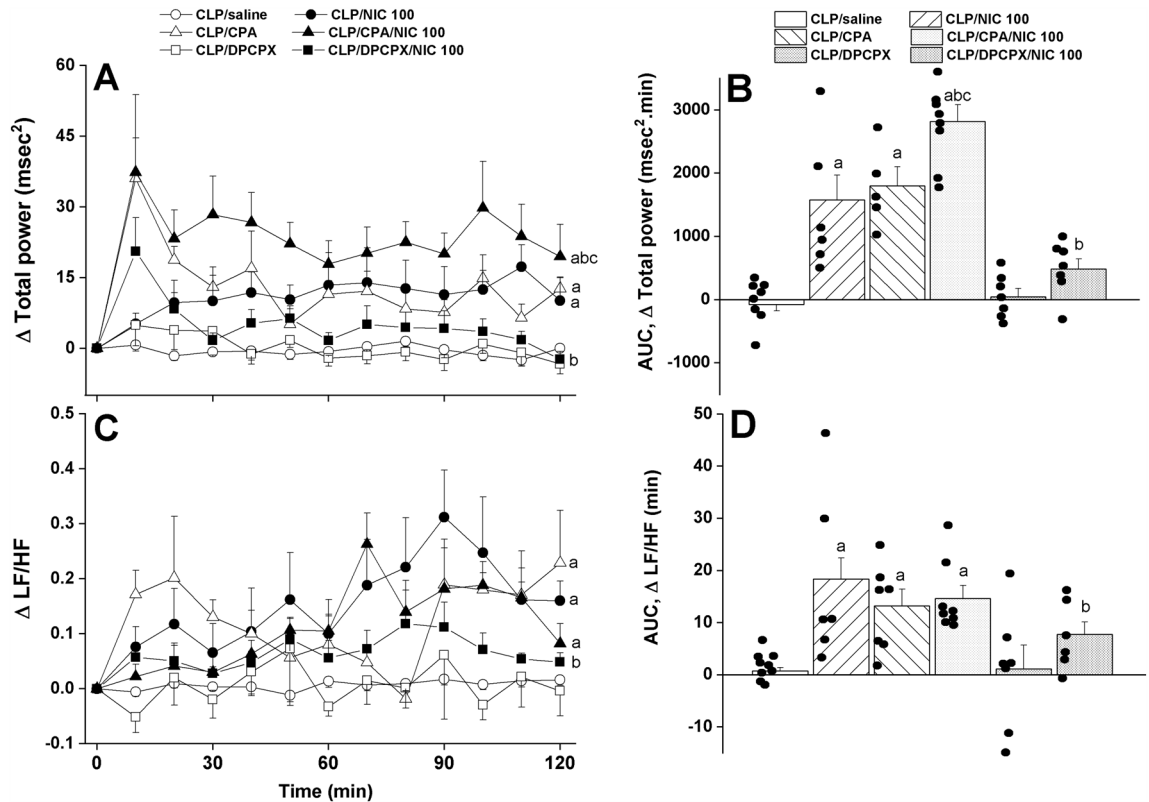 CLP/saline CLP/NIC 100
CLP/CPA CLP/CPA/NIC 100
CLP/DPCPX CLP/DPCPX/NIC 100
A
60
45
30
15
0
Δ Total power (msec²)
abc
a
a
b
CLP/saline CLP/NIC 100
CLP/CPA CLP/CPA/NIC 100
CLP/DPCPX CLP/DPCPX/NIC 100
B
3000
2000
1000
0
-1000
AUC, Δ Total power (msec².min)
a
a
abc
b
C
0.5
0.4
0.3
0.2
0.1
0.0
-0.1
Δ LF/HF
a
a
a
b
0 30 60 90 120
Time (min)
D
50
40
30
20
10
0
-10
AUC, Δ LF/HF (min)
a
a
a
b